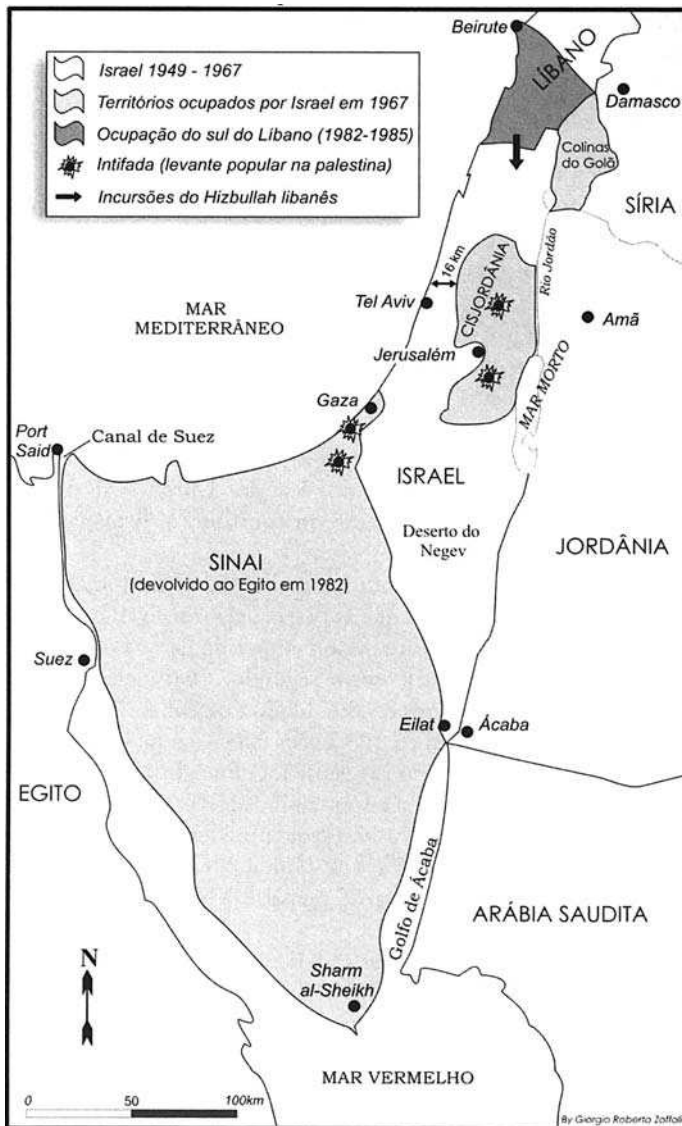 Israel 1949 - 1967
Territórios ocupados por Israel em 1967
Ocupação do sul do Líbano (1982-1985)
Intifada (levante popular na palestina)
Incursões do Hizbullah libanês
Beirute
LÍBANO
Damasco
Colinas
do Golã
SÍRIA
Rio Jordão
16 km
CISJORDÂNIA
MAR
MEDITERRÂNEO
Tel Aviv
Amã
Jerusalém
MAR MORTO
Gaza
Port
Said
Canal de Suez
ISRAEL
Deserto do
Negev
JORDÂNIA
SINAI
(devolvido ao Egito em 1982)
Suez
Eilat
Ácaba
EGITO
Golfo de Ácaba
ARÁBIA SAUDITA
N
Sharm
al-Sheikh
MAR VERMELHO
0 50 100km
By Giorgio Roberto Zoffoli